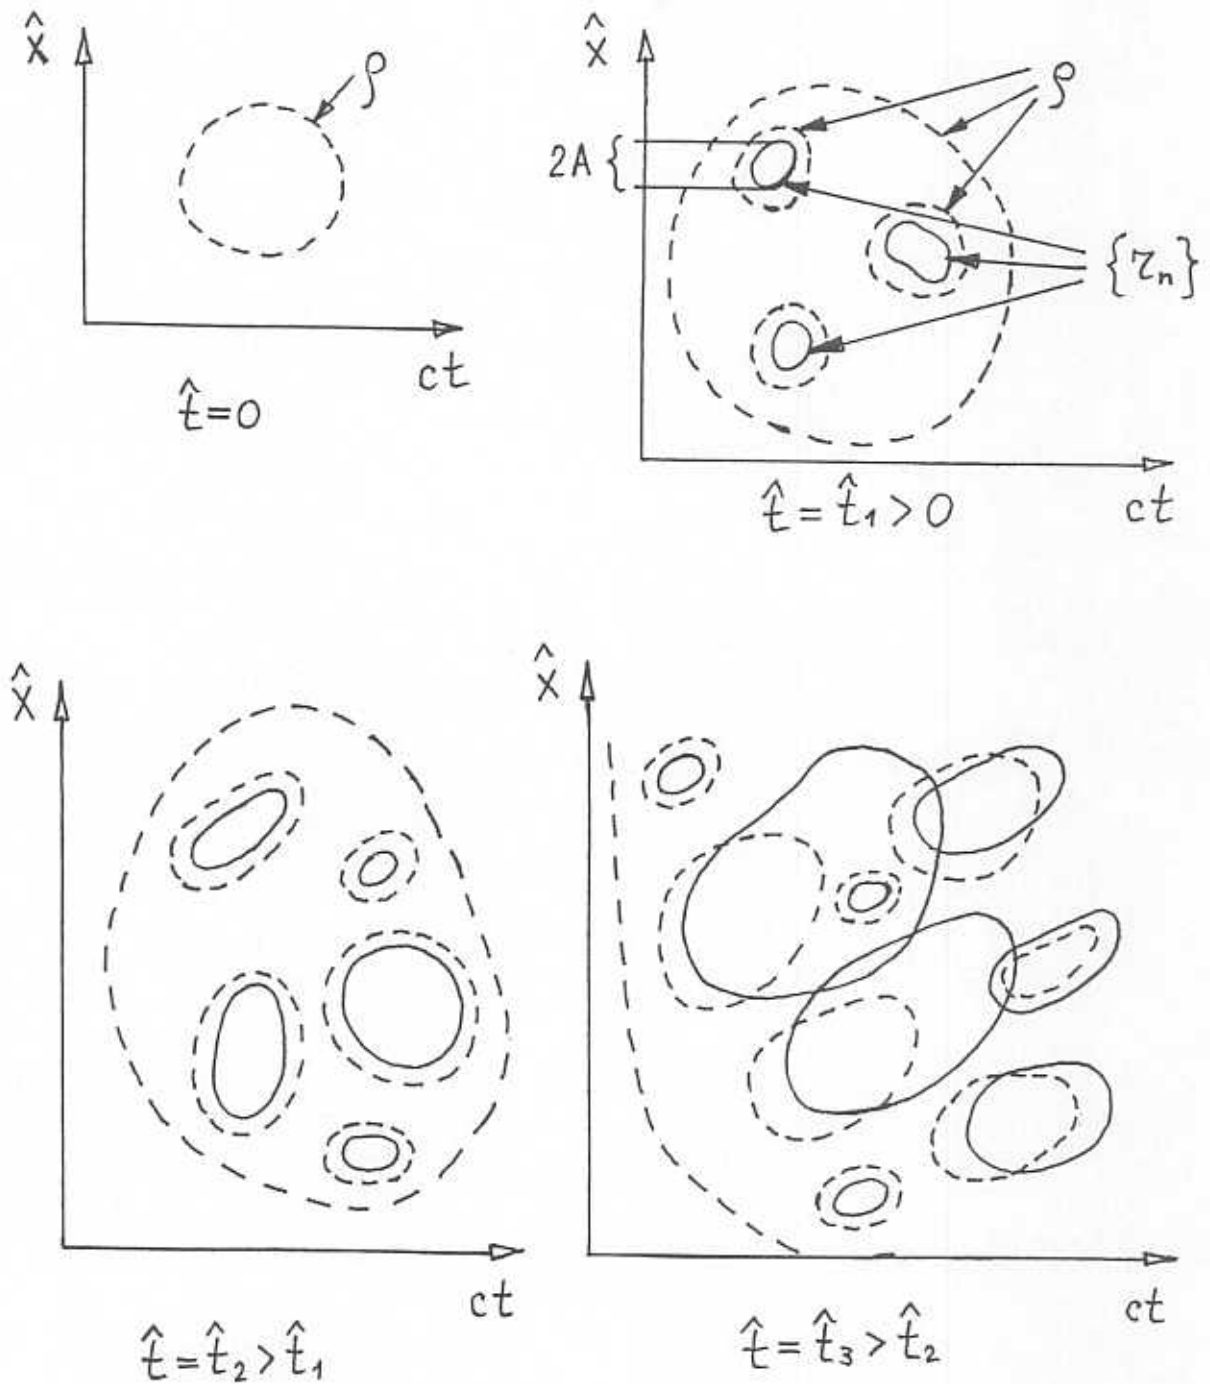 x̂
ρ
ct
t̂=0
x̂
ρ
2A {
{τₙ}
ct
t̂ = t̂₁ > 0
x̂
ct
t̂ = t̂₂ > t̂₁
x̂
ct
t̂ = t̂₃ > t̂₂